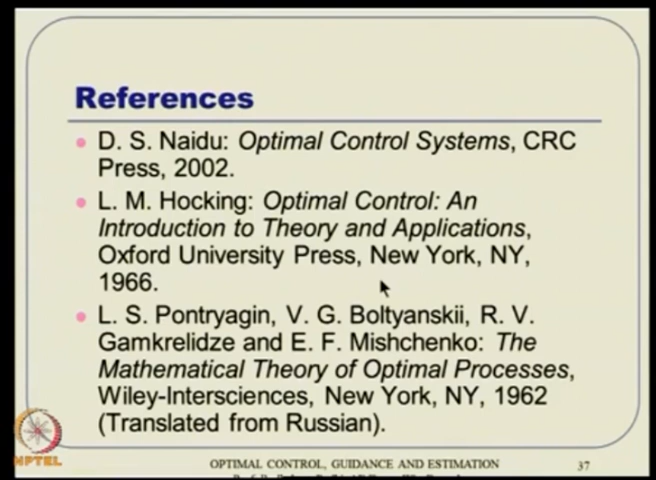 References
D. S. Naidu: Optimal Control Systems, CRC
Press, 2002.
L. M. Hocking: Optimal Control: An
Introduction to Theory and Applications,
Oxford University Press, New York, NY,
1966.
L. S. Pontryagin, V. G. Boltyanskii, R. V.
Gamkrelidze and E. F. Mishchenko: The
Mathematical Theory of Optimal Processes,
Wiley-Intersciences, New York, NY, 1962
(Translated from Russian).
NPTEL
OPTIMAL CONTROL, GUIDANCE AND ESTIMATION
37